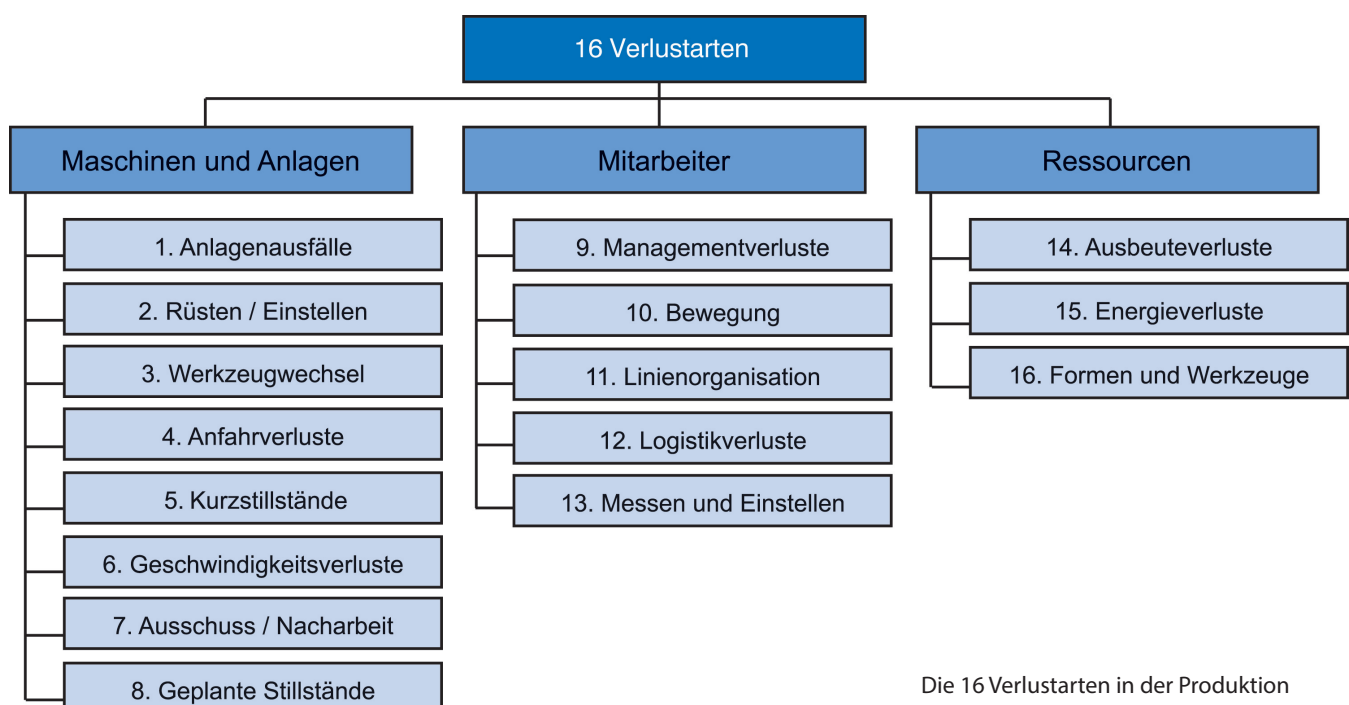 16 Verlustarten
Maschinen und Anlagen
1. Anlagenausfälle
2. Rüsten / Einstellen
3. Werkzeugwechsel
4. Anfahrverluste
5. Kurzstillstände
6. Geschwindigkeitsverluste
7. Ausschuss / Nacharbeit
8. Geplante Stillstände
Mitarbeiter
9. Managementverluste
10. Bewegung
11. Linienorganisation
12. Logistikverluste
13. Messen und Einstellen
Ressourcen
14. Ausbeuteverluste
15. Energieverluste
16. Formen und Werkzeuge
Die 16 Verlustarten in der Produktion